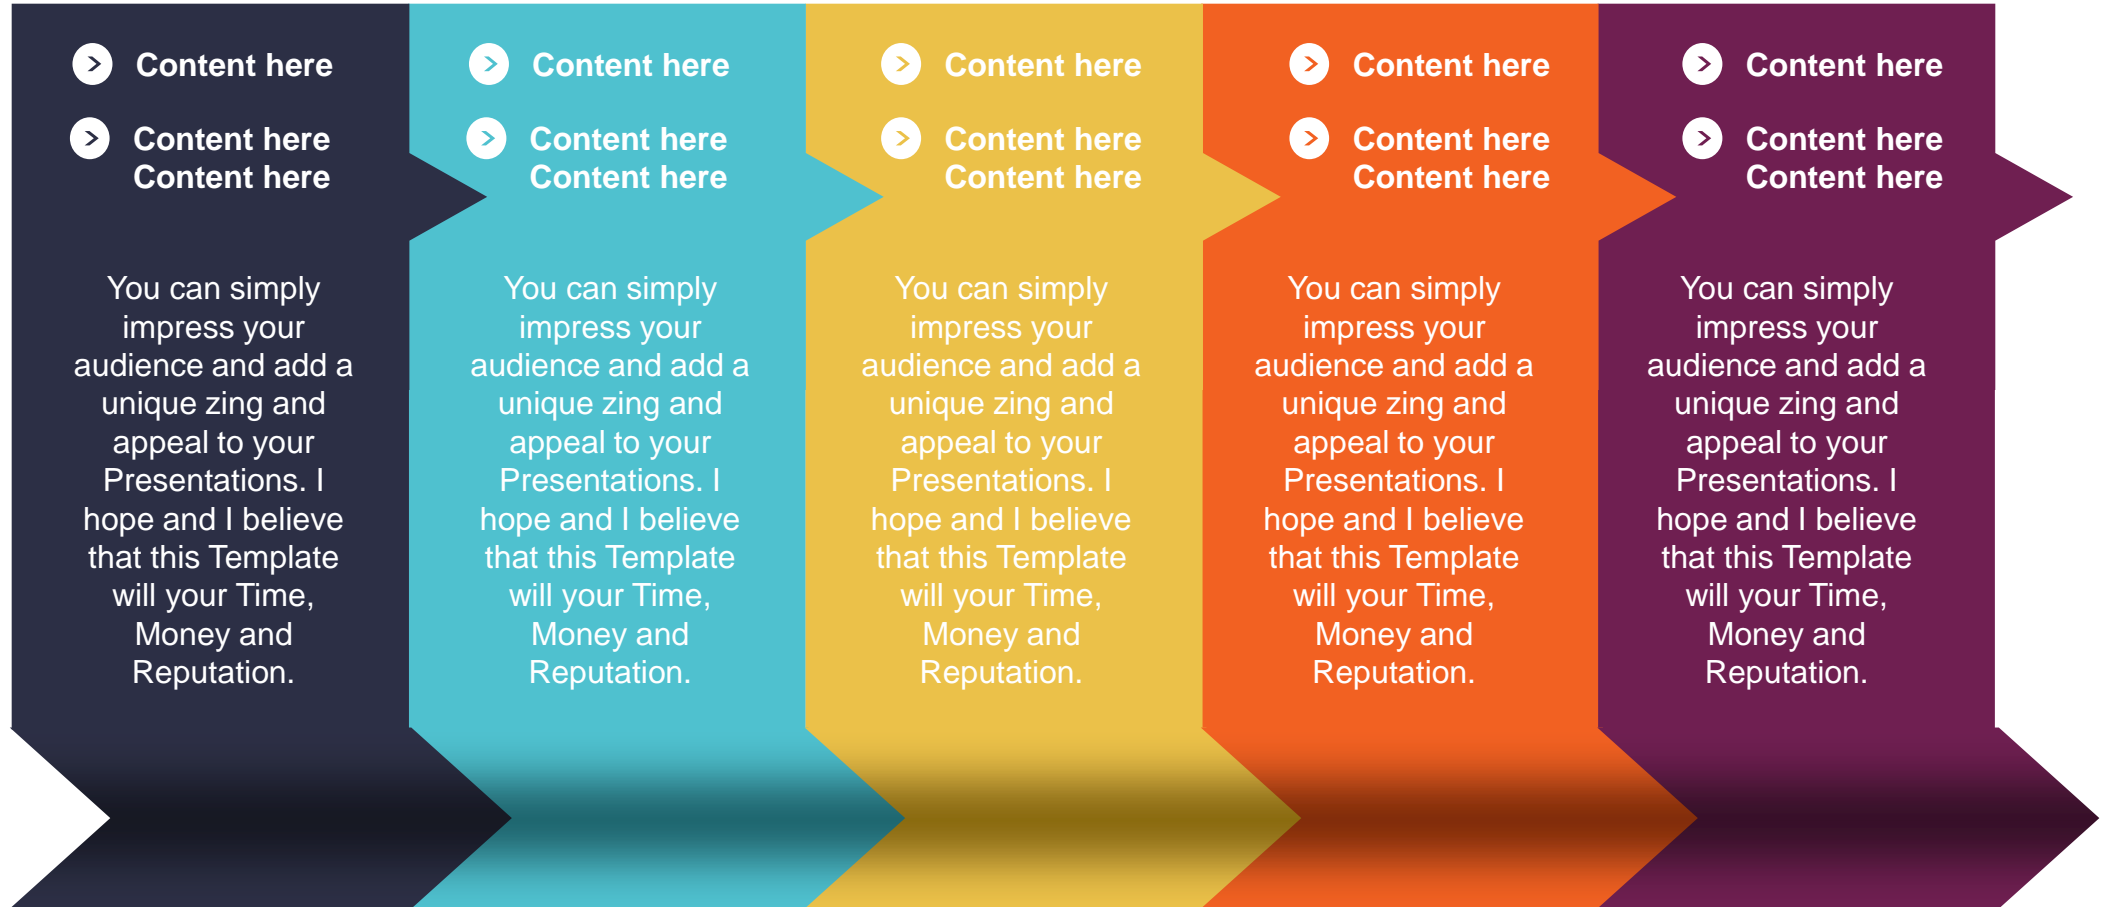 Content here
Content here
Content here
You can simply
impress your
audience and add a
unique zing and
appeal to your
Presentations. I
hope and I believe
that this Template
will your Time,
Money and
Reputation.
Content here
Content here
Content here
You can simply
impress your
audience and add a
unique zing and
appeal to your
Presentations. I
hope and I believe
that this Template
will your Time,
Money and
Reputation.
Content here
Content here
Content here
You can simply
impress your
audience and add a
unique zing and
appeal to your
Presentations. I
hope and I believe
that this Template
will your Time,
Money and
Reputation.
Content here
Content here
Content here
You can simply
impress your
audience and add a
unique zing and
appeal to your
Presentations. I
hope and I believe
that this Template
will your Time,
Money and
Reputation.
Content here
Content here
Content here
You can simply
impress your
audience and add a
unique zing and
appeal to your
Presentations. I
hope and I believe
that this Template
will your Time,
Money and
Reputation.